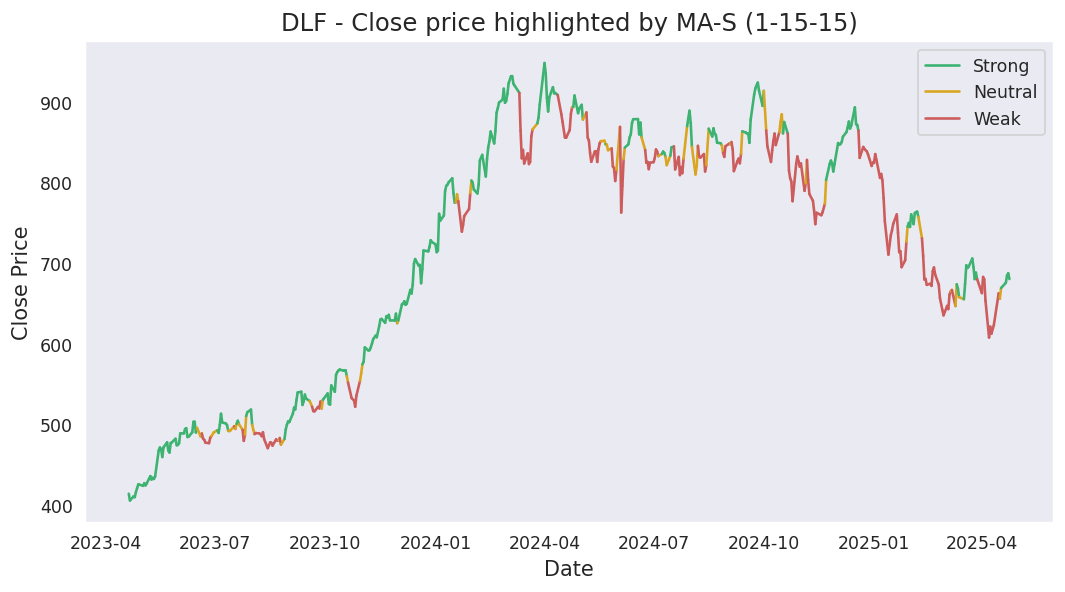 DLF - Close price highlighted by MA-S (1-15-15)
Strong
Neutral
Weak
Close Price
900
800
700
600
500
400
2023-04 2023-07 2023-10 2024-01 2024-04 2024-07 2024-10 2025-01 2025-04
Date